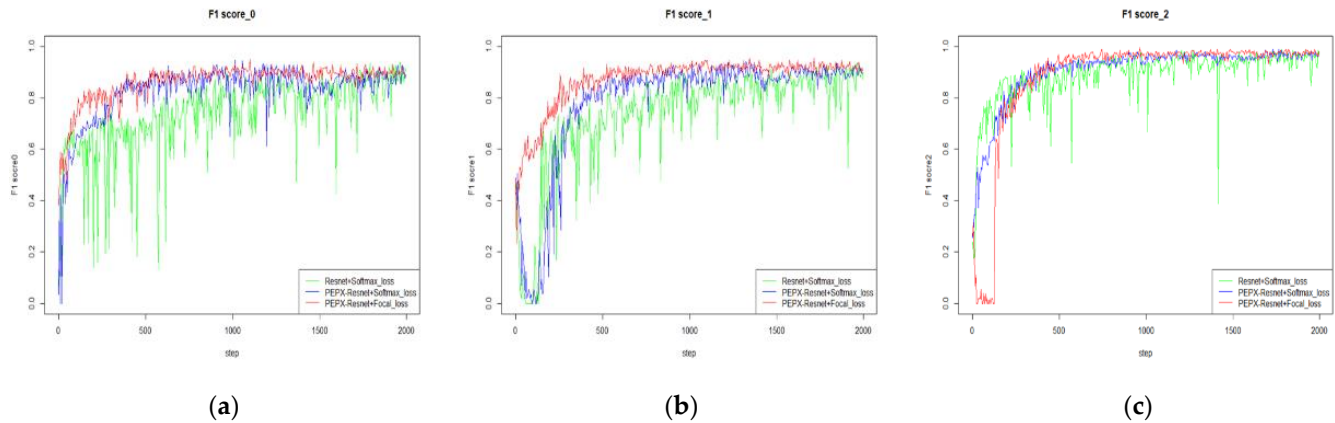 F1 score_0
F1 score0
1.0
0.8
0.6
0.4
0.2
0.0
Resnet+Softmax_loss
PEPX-Resnet+Softmax_loss
PEPX-Resnet+Focal_loss
0 500 1000 1500 2000
step
(a)
F1 score_1
F1 socre1
1.0
0.8
0.6
0.4
0.2
0.0
Resnet+Softmax_loss
PEPX-Resnet+Softmax_loss
PEPX-Resnet+Focal_loss
0 500 1000 1500 2000
step
(b)
F1 score_2
F1 score2
1.0
0.8
0.6
0.4
0.2
0.0
Resnet+Softmax_loss
PEPX-Resnet+Softmax_loss
PEPX-Resnet+Focal_loss
0 500 1000 1500 2000
step
(c)